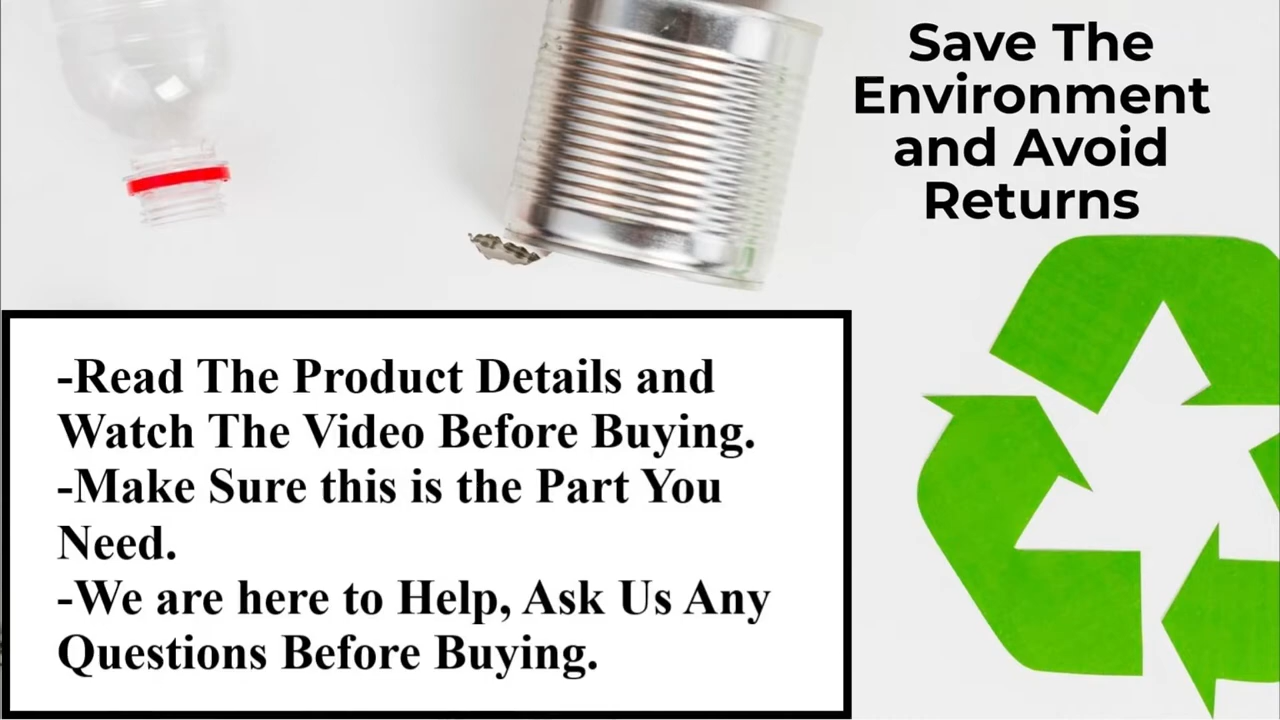 Save The
Environment
and Avoid
Returns
-Read The Product Details and
Watch The Video Before Buying.
-Make Sure this is the Part You
Need.
-We are here to Help, Ask Us Any
Questions Before Buying.